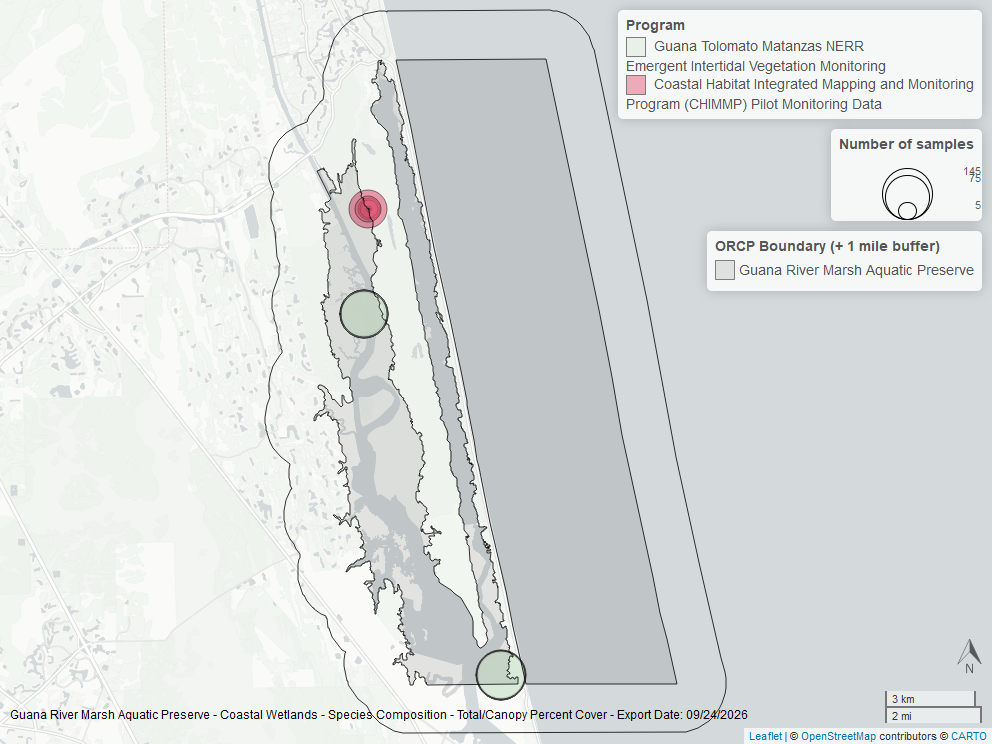 Program
Guana Tolomato Matanzas NERR
Emergent Intertidal Vegetation Monitoring
Coastal Habitat Integrated Mapping and Monitoring
Program (CHIMMP) Pilot Monitoring Data
Number of samples
145
75
5
ORCP Boundary (+ 1 mile buffer)
Guana River Marsh Aquatic Preserve
N
3 km
2 mi
Guana River Marsh Aquatic Preserve - Coastal Wetlands - Species Composition - Total/Canopy Percent Cover - Export Date: 09/24/2026
Leaflet | © OpenStreetMap contributors © CARTO